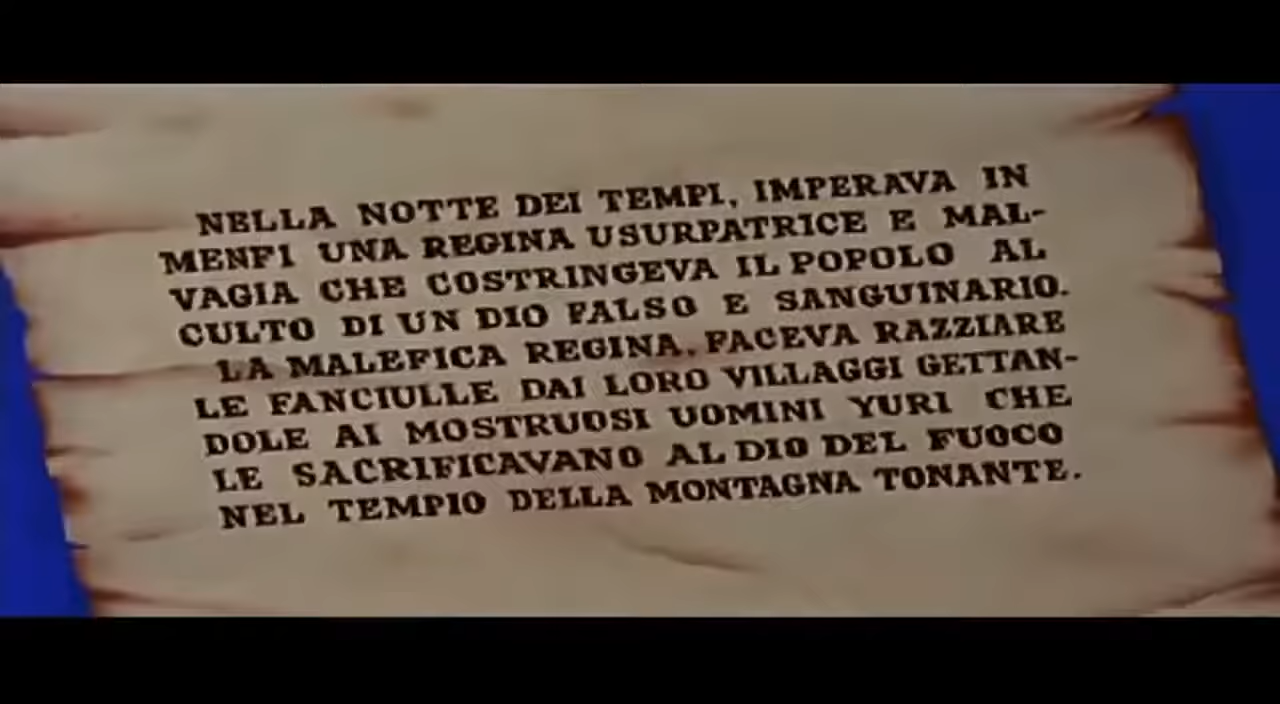 NELLA NOTTE DEI TEMPI, IMPERAVA IN
MENFI UNA REGINA USURPATRICE E MAL-
VAGIA CHE COSTRINGEVA IL POPOLO AL
CULTO DI UN DIO FALSO E SANGUINARIO.
LA MALEFICA REGINA, FACEVA RAZZIARE
LE FANCIULLE DAI LORO VILLAGGI GETTAN-
DOLE AI MOSTRUOSI UOMINI YURI CHE
LE SACRIFICAVANO AL DIO DEL FUOCO
NEL TEMPIO DELLA MONTAGNA TONANTE.